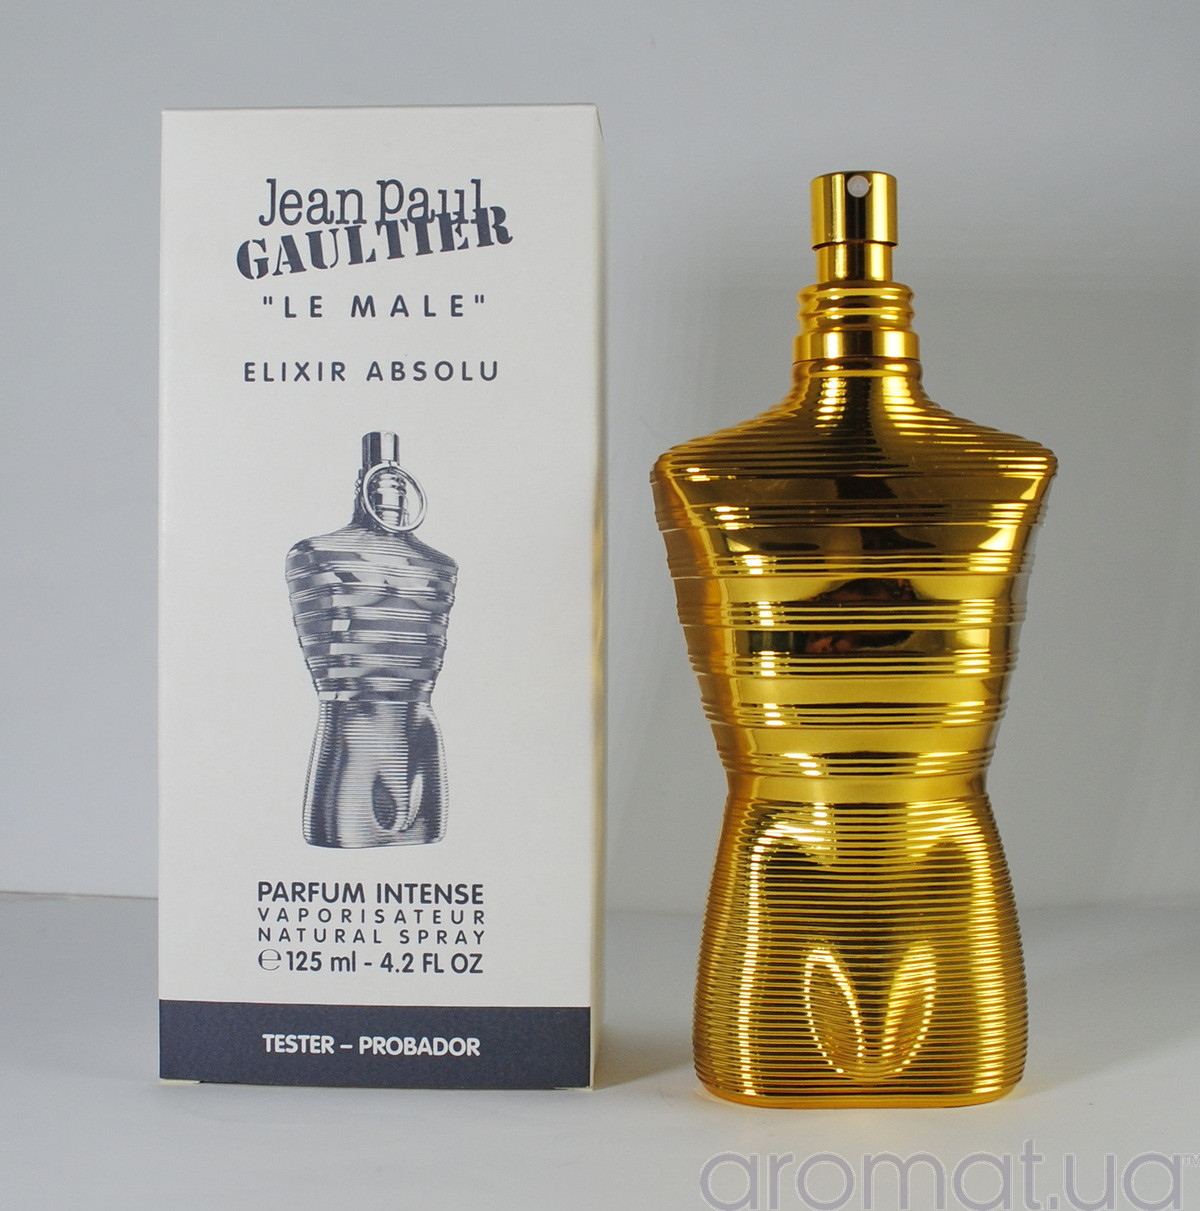 Jean Paul
GAULTIER
"LE MALE"
ELIXIR ABSOLU
PARFUM INTENSE
VAPORISATEUR
NATURAL SPRAY
℮ 125 ml - 4.2 FL OZ
TESTER – PROBADOR
aromat.ua™